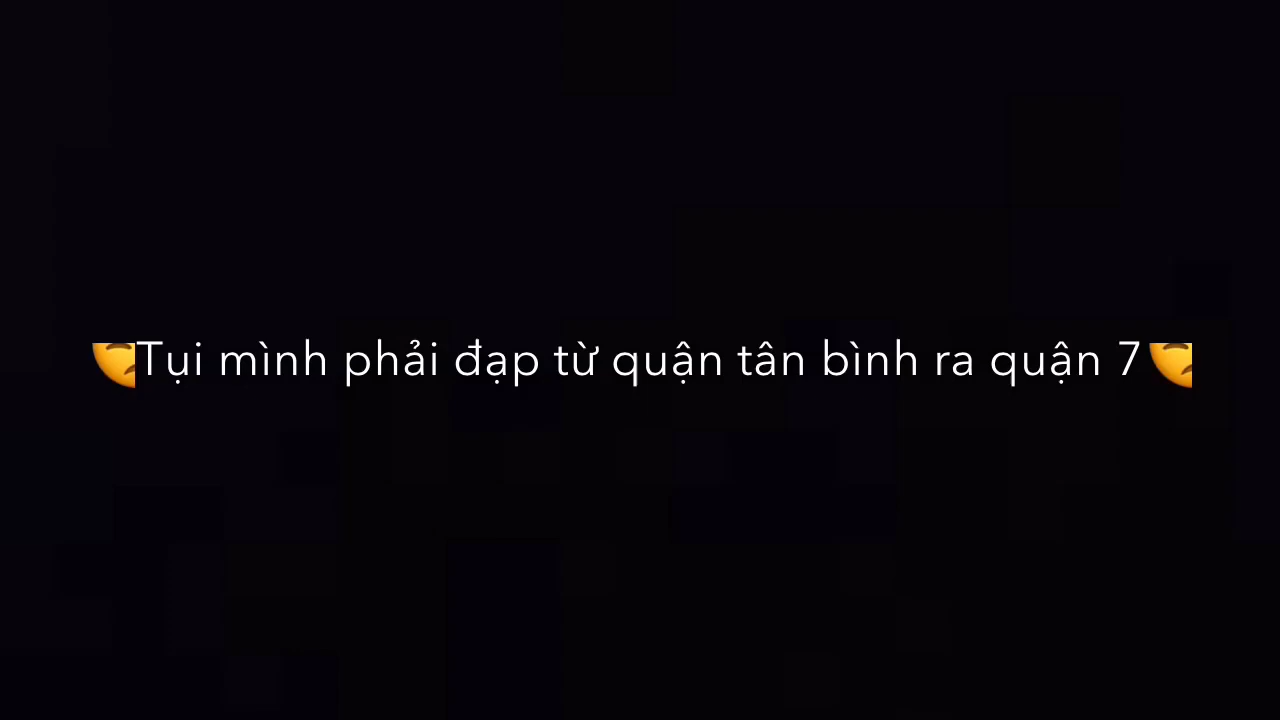 Tụi mình phải đạp từ quận tân bình ra quận 7